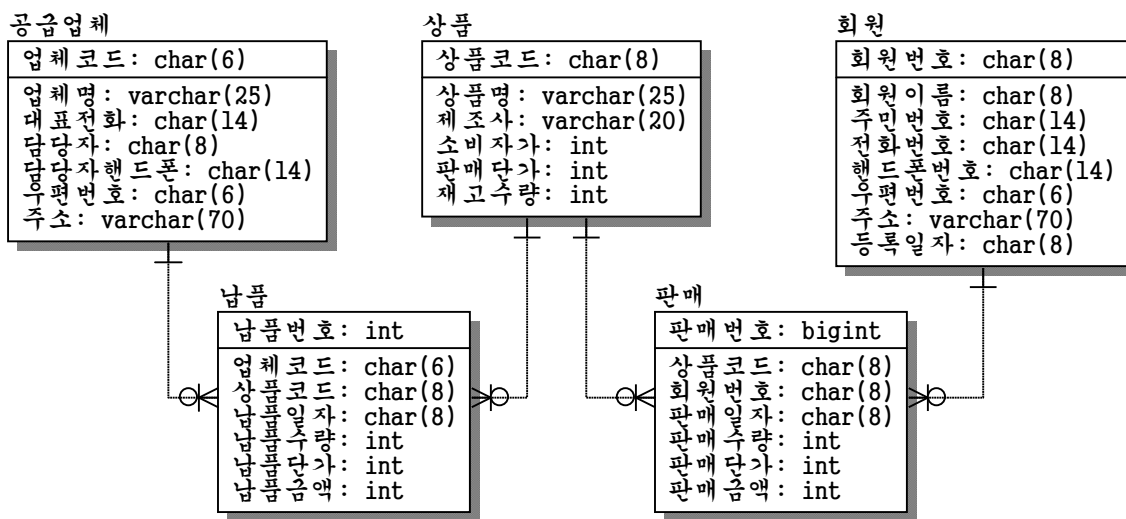 공급업체
업체코드: char(6)
업체명: varchar(25)
대표전화: char(14)
담당자: char(8)
담당자핸드폰: char(14)
우편번호: char(6)
주소: varchar(70)
상품
상품코드: char(8)
상품명: varchar(25)
제조사: varchar(20)
소비자가: int
판매단가: int
재고수량: int
회원
회원번호: char(8)
회원이름: char(8)
주민번호: char(14)
전화번호: char(14)
핸드폰번호: char(14)
우편번호: char(6)
주소: varchar(70)
등록일자: char(8)
납품
납품번호: int
업체코드: char(6)
상품코드: char(8)
납품일자: char(8)
납품수량: int
납품단가: int
납품금액: int
판매
판매번호: bigint
상품코드: char(8)
회원번호: char(8)
판매일자: char(8)
판매수량: int
판매단가: int
판매금액: int